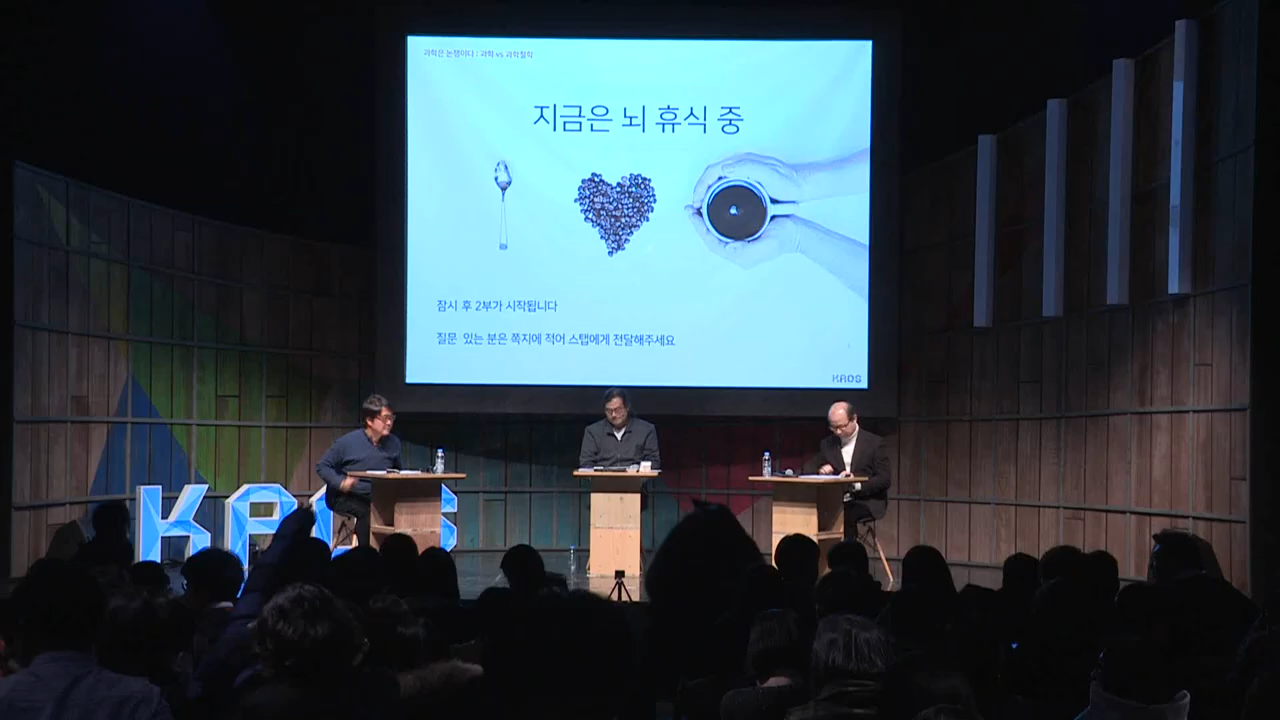 과학은 논쟁이다 : 과학 vs 과학철학
지금은 뇌 휴식 중
잠시 후 2부가 시작됩니다
질문 있는 분은 쪽지에 적어 스탭에게 전달해주세요
KAOS
KAOS